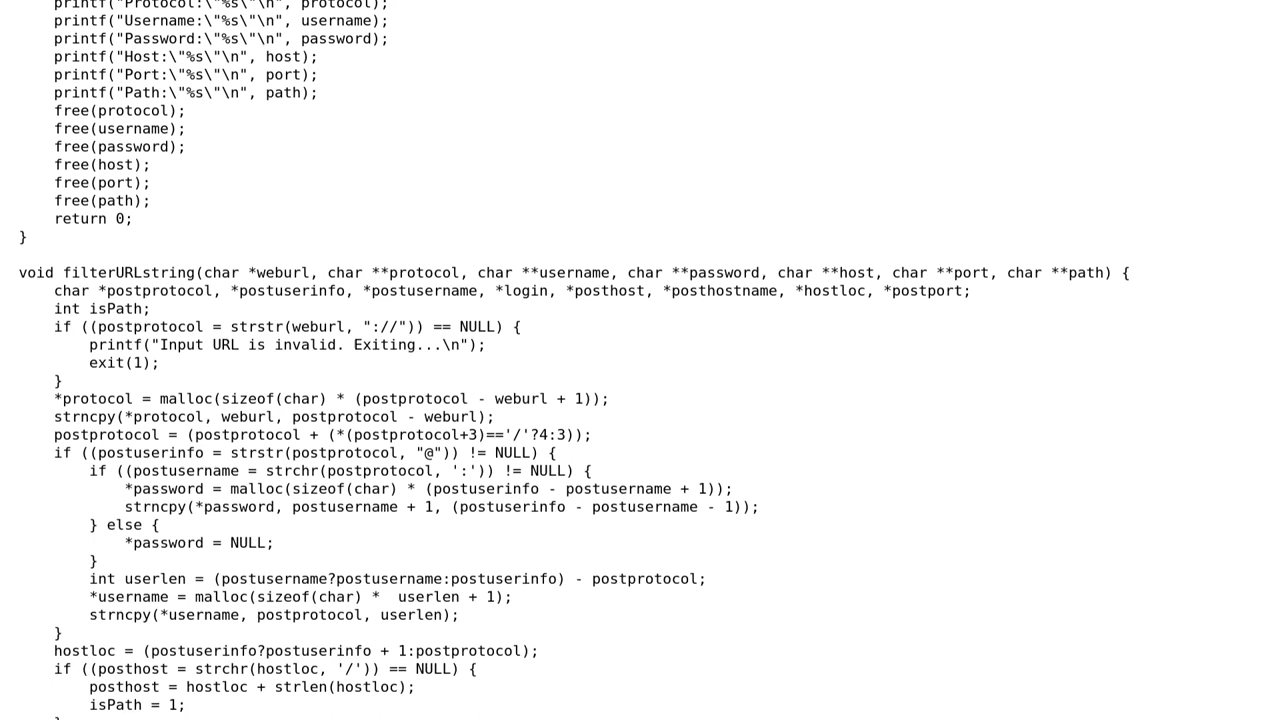 printf("Protocol:\"%s\"\n", protocol);
    printf("Username:\"%s\"\n", username);
    printf("Password:\"%s\"\n", password);
    printf("Host:\"%s\"\n", host);
    printf("Port:\"%s\"\n", port);
    printf("Path:\"%s\"\n", path);
    free(protocol);
    free(username);
    free(password);
    free(host);
    free(port);
    free(path);
    return 0;
}

void filterURLstring(char *weburl, char **protocol, char **username, char **password, char **host, char **port, char **path) {
    char *postprotocol, *postuserinfo, *postusername, *login, *posthost, *posthostname, *hostloc, *postport;
    int isPath;
    if ((postprotocol = strstr(weburl, "://")) == NULL) {
        printf("Input URL is invalid. Exiting...\n");
        exit(1);
    }
    *protocol = malloc(sizeof(char) * (postprotocol - weburl + 1));
    strncpy(*protocol, weburl, postprotocol - weburl);
    postprotocol = (postprotocol + (*(postprotocol+3)=='/'?4:3));
    if ((postuserinfo = strstr(postprotocol, "@")) != NULL) {
        if ((postusername = strchr(postprotocol, ':')) != NULL) {
            *password = malloc(sizeof(char) * (postuserinfo - postusername + 1));
            strncpy(*password, postusername + 1, (postuserinfo - postusername - 1));
        } else {
            *password = NULL;
        }
        int userlen = (postusername?postusername:postuserinfo) - postprotocol;
        *username = malloc(sizeof(char) *  userlen + 1);
        strncpy(*username, postprotocol, userlen);
    }
    hostloc = (postuserinfo?postuserinfo + 1:postprotocol);
    if ((posthost = strchr(hostloc, '/')) == NULL) {
        posthost = hostloc + strlen(hostloc);
        isPath = 1;